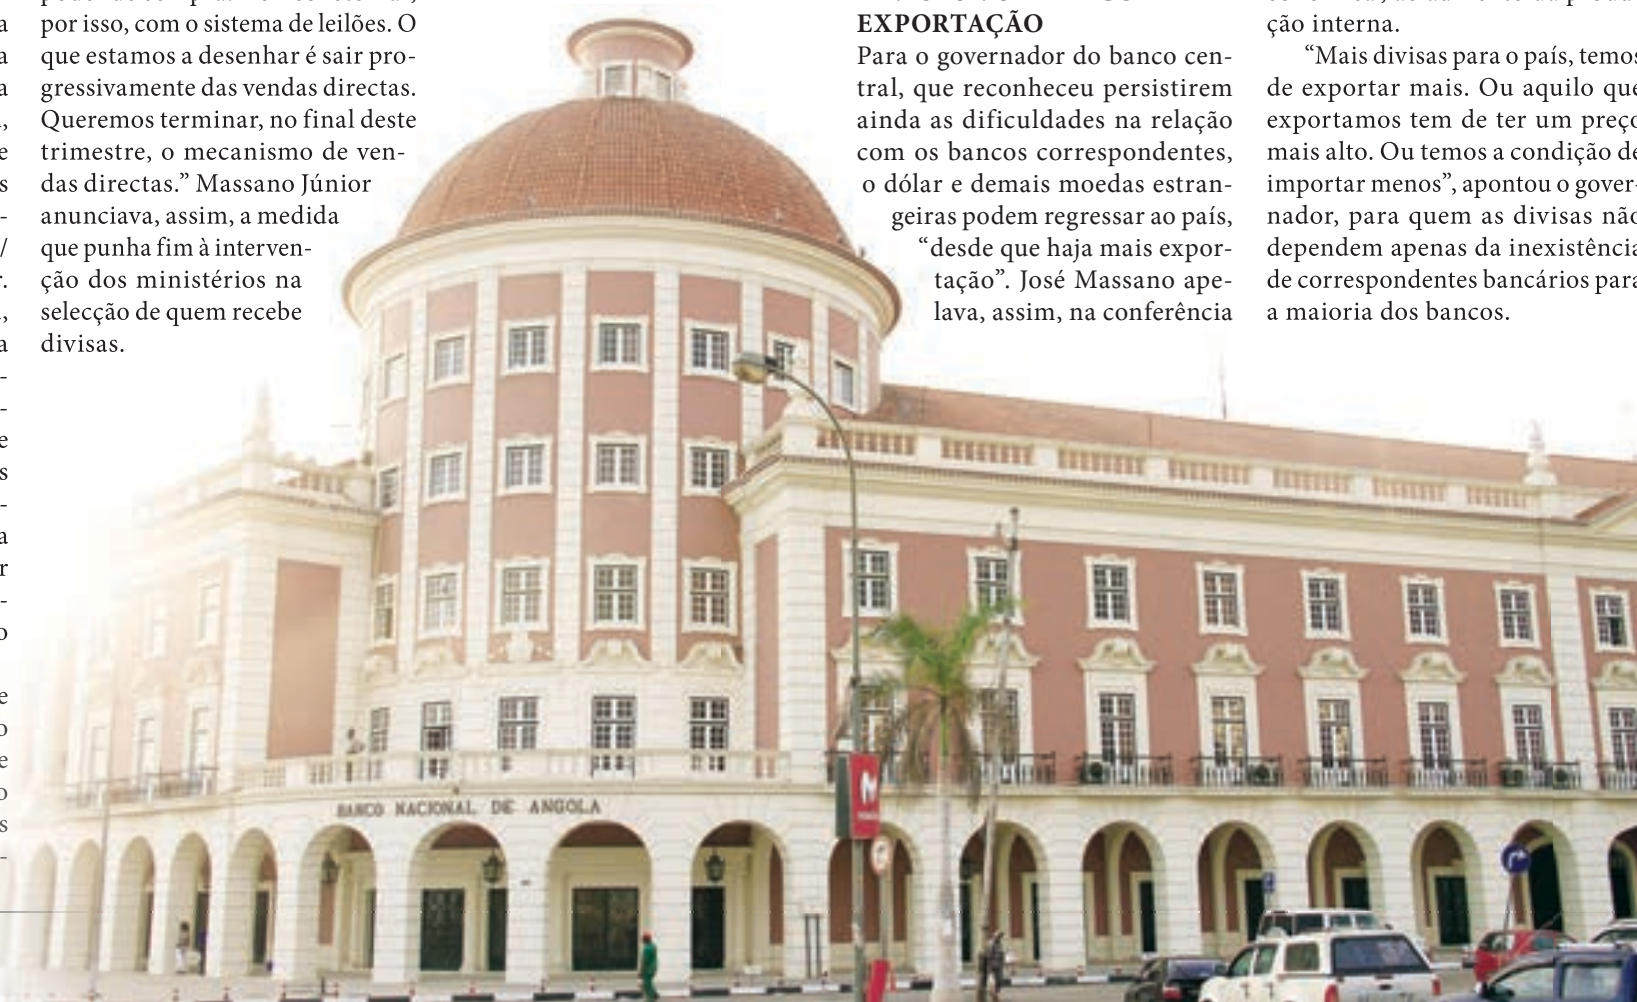 por isso, com o sistema de leilões. O
que estamos a desenhar é sair pro-
gressivamente das vendas directas.
Queremos terminar, no final deste
trimestre, o mecanismo de ven-
das directas.” Massano Júnior
anunciava, assim, a medida
que punha fim à interven-
ção dos ministérios na
selecção de quem recebe
divisas.
EXPORTAÇÃO
Para o governador do banco cen-
tral, que reconheceu persistirem
ainda as dificuldades na relação
com os bancos correspondentes,
o dólar e demais moedas estran-
geiras podem regressar ao país,
“desde que haja mais expor-
tação”. José Massano ape-
lava, assim, na conferência
ção interna.
“Mais divisas para o país, temos
de exportar mais. Ou aquilo que
exportamos tem de ter um preço
mais alto. Ou temos a condição de
importar menos”, apontou o gover-
nador, para quem as divisas não
dependem apenas da inexistência
de correspondentes bancários para
a maioria dos bancos.
BANCO NACIONAL DE ANGOLA